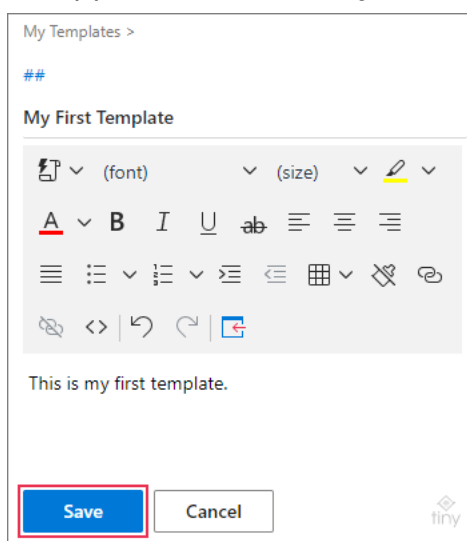 My Templates >
##
My First Template
(font) (size)
A B I U ab
<>
This is my first template.
Save Cancel
tiny